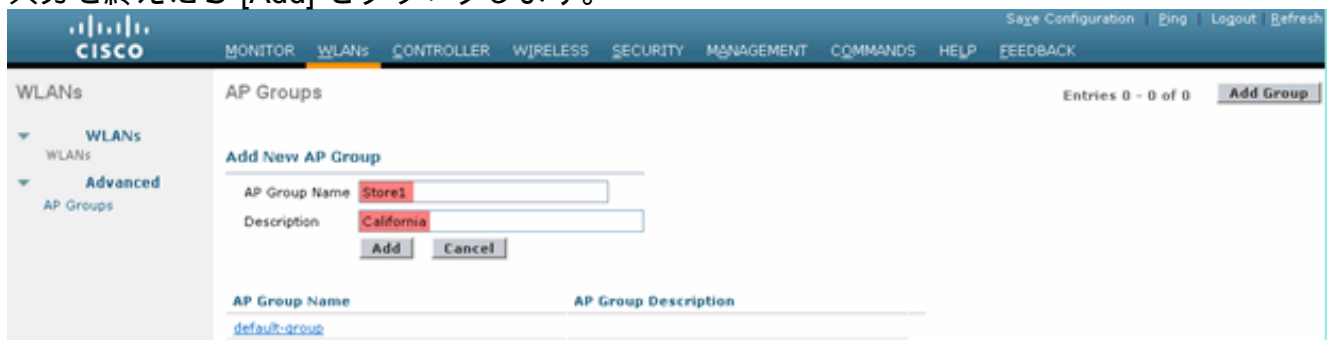 入力を終えたら [Add] をクリックします。
Save Configuration | Ping | Logout | Refresh
CISCO
MONITOR WLANs CONTROLLER WIRELESS SECURITY MANAGEMENT COMMANDS HELP FEEDBACK
WLANs
AP Groups
Entries 0 - 0 of 0
Add Group
WLANs
WLANs
Advanced
AP Groups
Add New AP Group
AP Group Name Store1
Description California
Add Cancel
AP Group Name AP Group Description
default-group